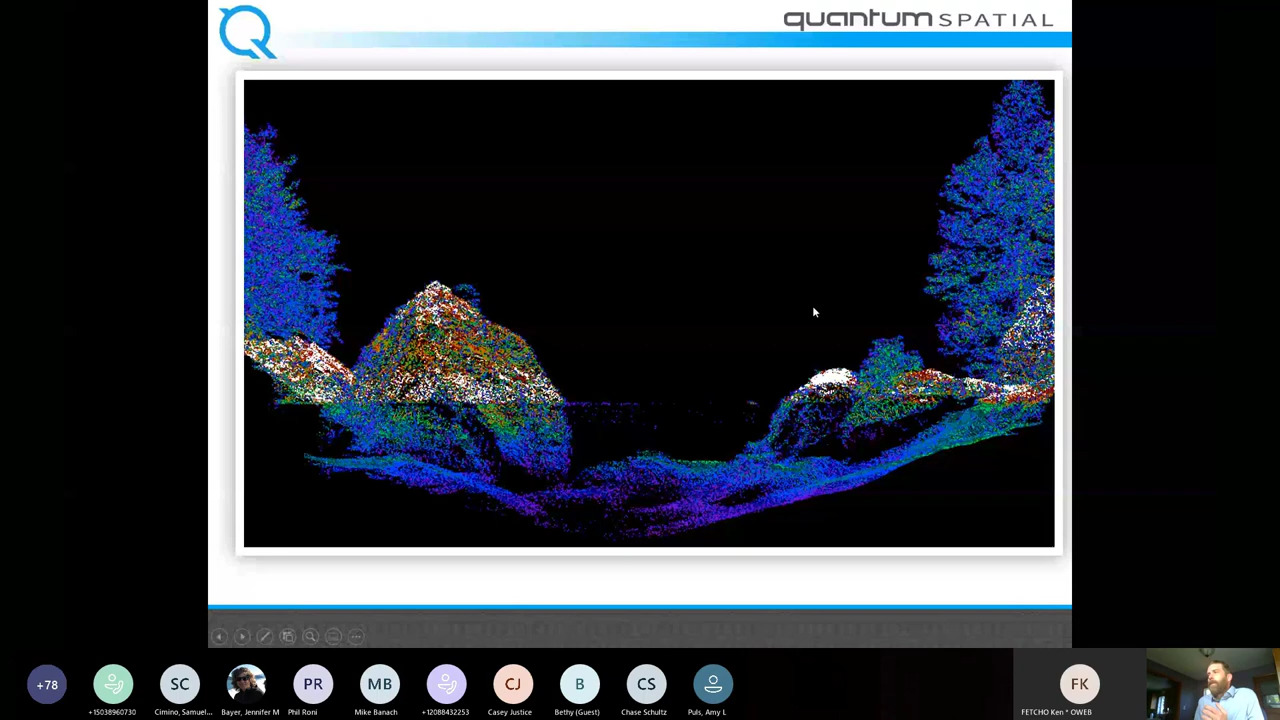 quantum SPATIAL
+78
SC
PR
MB
CJ
B
CS
FK
+15038960730
Cimino, Samuel...
Bayer, Jennifer M
Phil Roni
Mike Banach
+12088432253
Casey Justice
Bethy (Guest)
Chase Schultz
Puls, Amy L
FETCHO Ken * OWEB